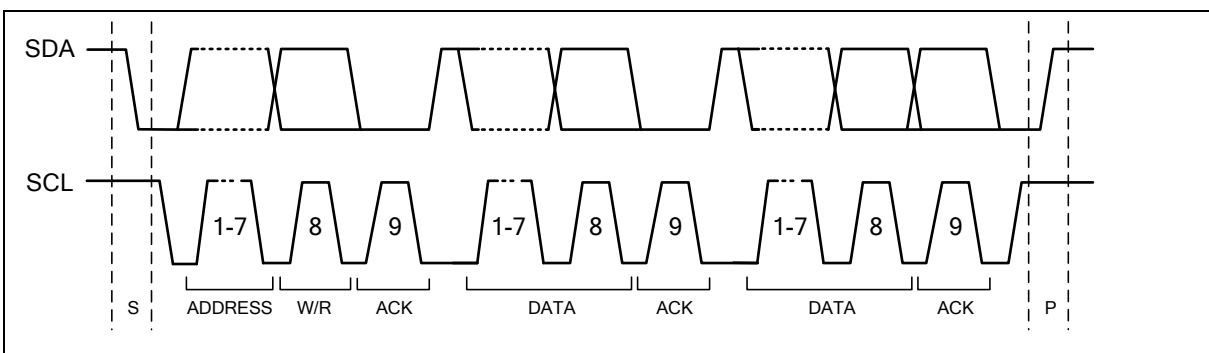 SDA
SCL
1-7 8 9 1-7 8 9 1-7 8 9
S ADDRESS W/R ACK DATA ACK DATA ACK P